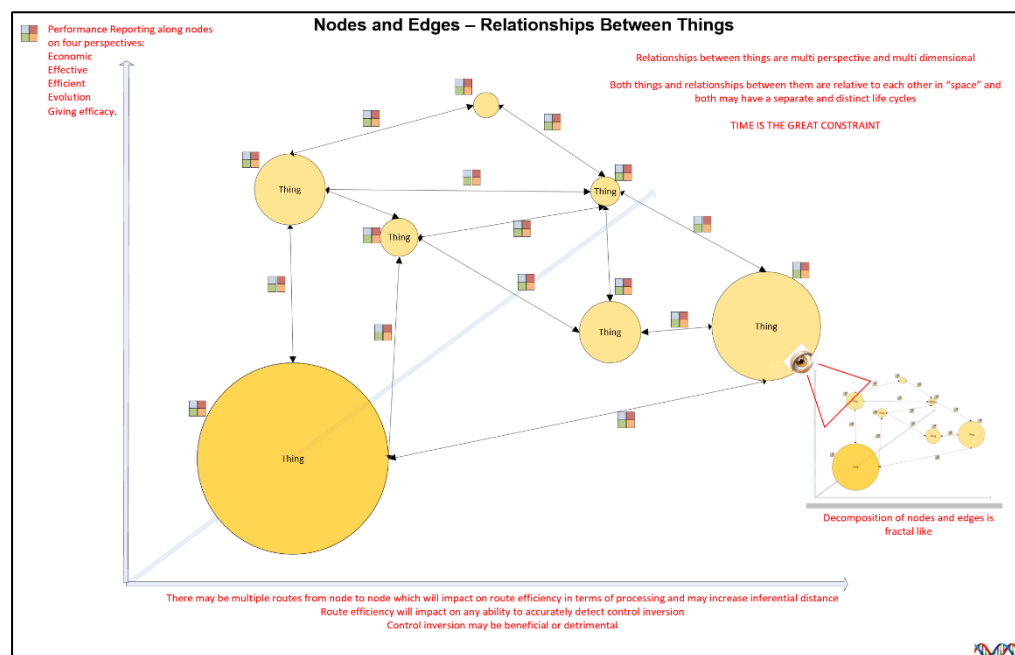 Nodes and Edges – Relationships Between Things
Performance Reporting along nodes
on four perspectives:
Economic
Effective
Efficient
Evolution
Giving efficacy.
Relationships between things are multi perspective and multi dimensional
Both things and relationships between them are relative to each other in “space” and
both may have a separate and distinct life cycles
TIME IS THE GREAT CONSTRAINT
Thing
Thing
Thing
Thing
Thing
Thing
Decomposition of nodes and edges is
fractal like
There may be multiple routes from node to node which will impact on route efficiency in terms of processing and may increase inferential distance
Route efficiency will impact on any ability to accurately detect control inversion
Control inversion may be beneficial or detrimental